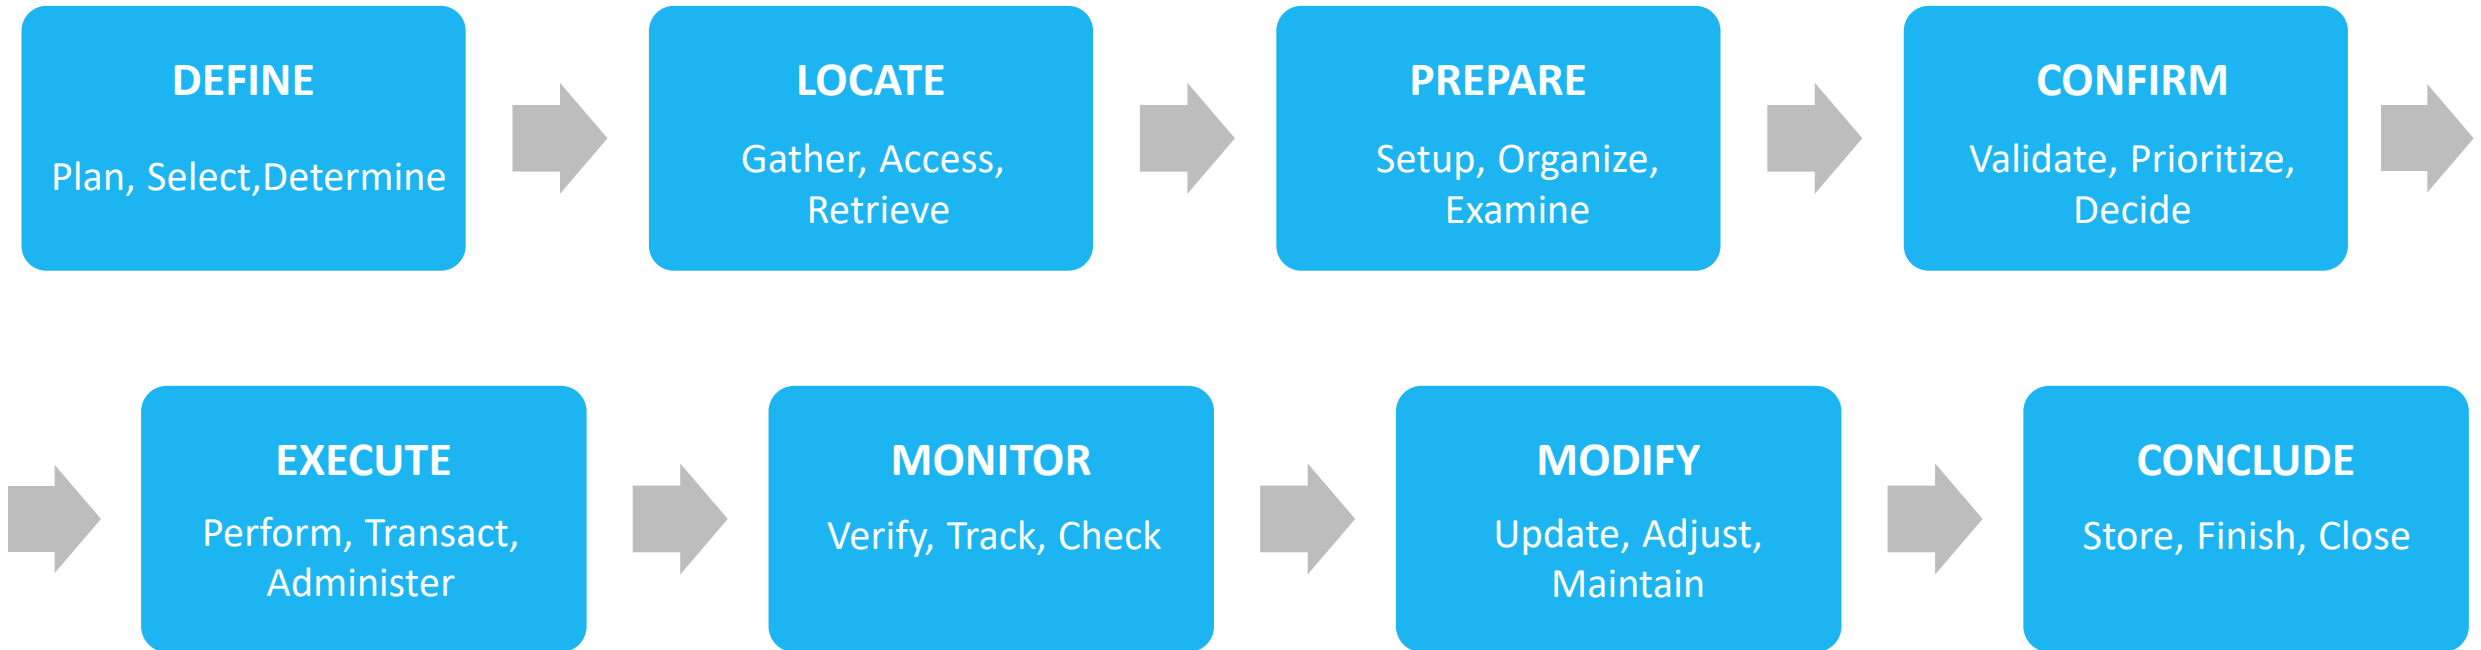 DEFINE
Plan, Select,Determine
LOCATE
Gather, Access,
Retrieve
PREPARE
Setup, Organize,
Examine
CONFIRM
Validate, Prioritize,
Decide
EXECUTE
Perform, Transact,
Administer
MONITOR
Verify, Track, Check
MODIFY
Update, Adjust,
Maintain
CONCLUDE
Store, Finish, Close